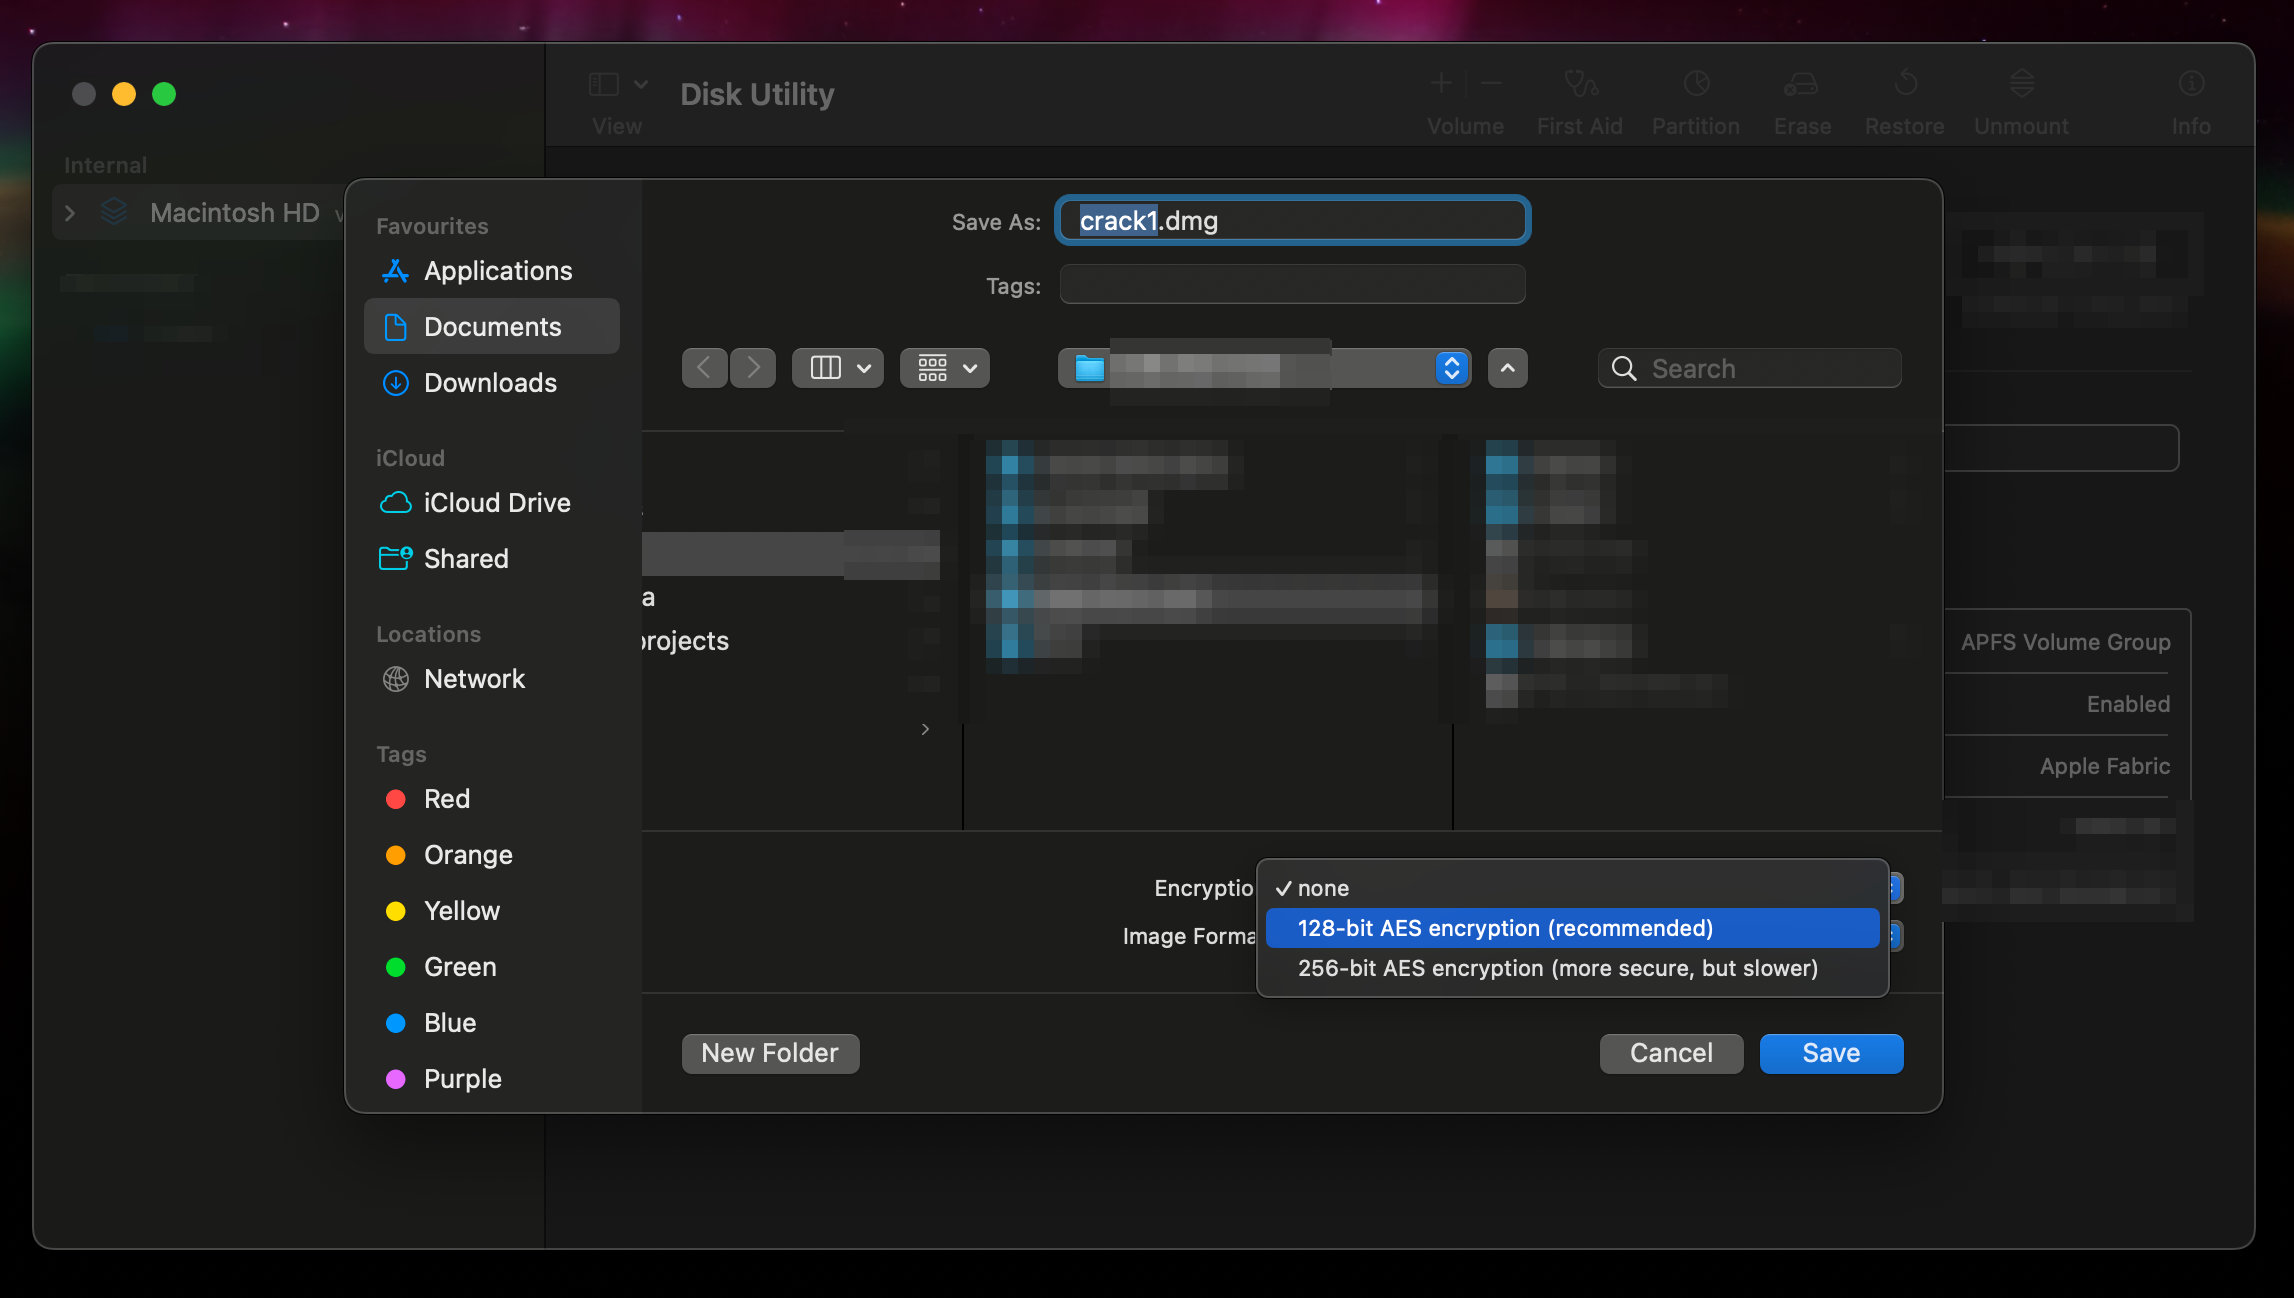 Disk Utility
View
Volume
First Aid
Partition
Erase
Restore
Unmount
Info
Internal
Macintosh HD
Favourites
Applications
Documents
Downloads
iCloud
iCloud Drive
Shared
Locations
Network
Tags
Red
Orange
Yellow
Green
Blue
Purple
Save As:
crack1.dmg
Tags:
Search
a
projects
APFS Volume Group
Enabled
Apple Fabric
Encryptio
✓ none
128-bit AES encryption (recommended)
256-bit AES encryption (more secure, but slower)
Image Forma
New Folder
Cancel
Save